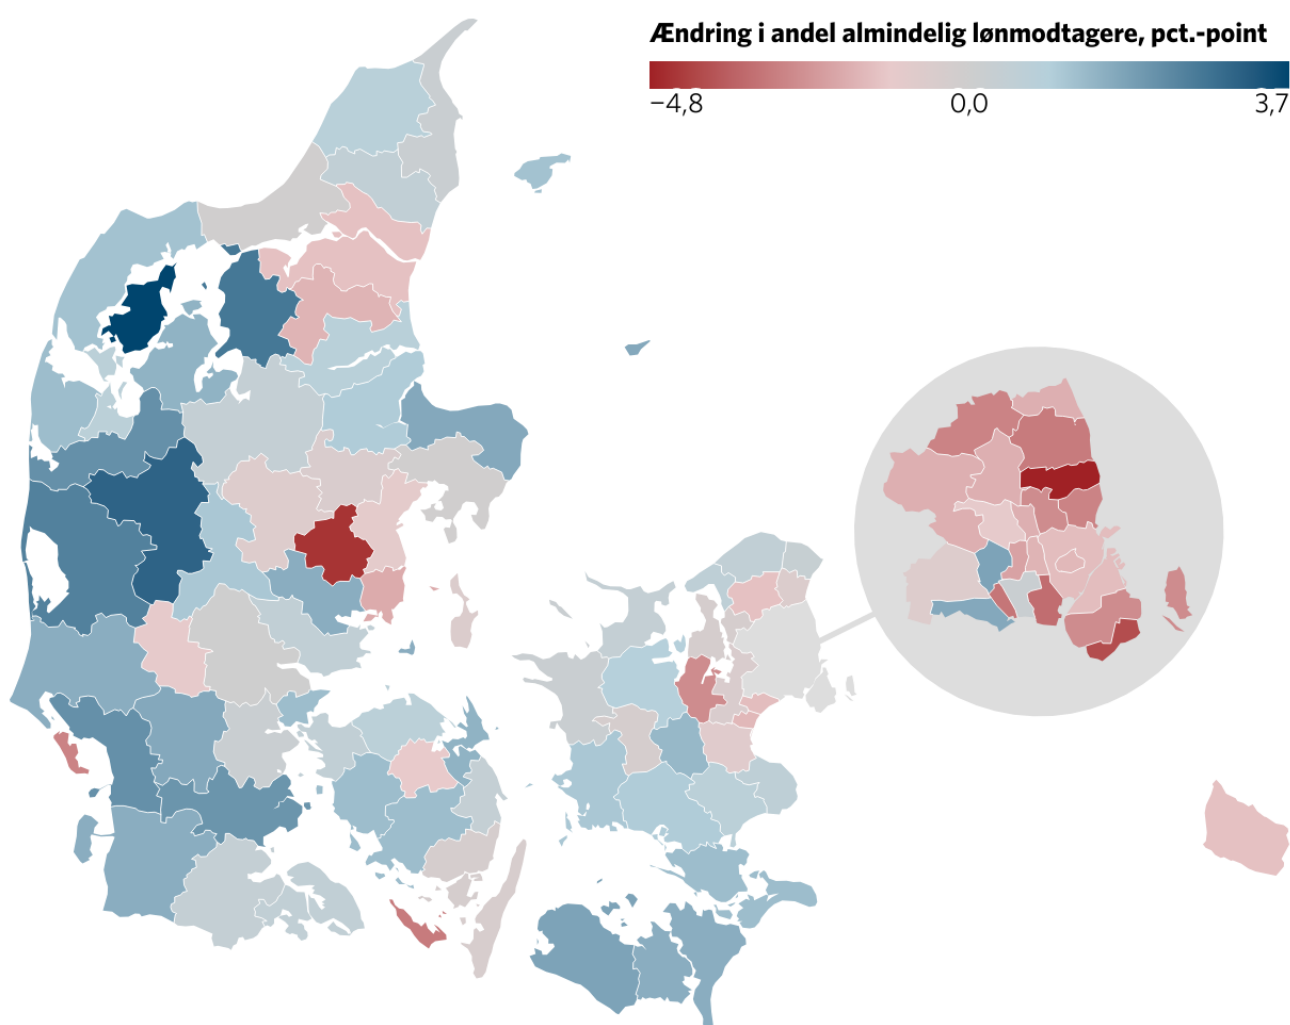 Ændring i andel almindelig lønmodtagere, pct.-point
−4,8 0,0 3,7